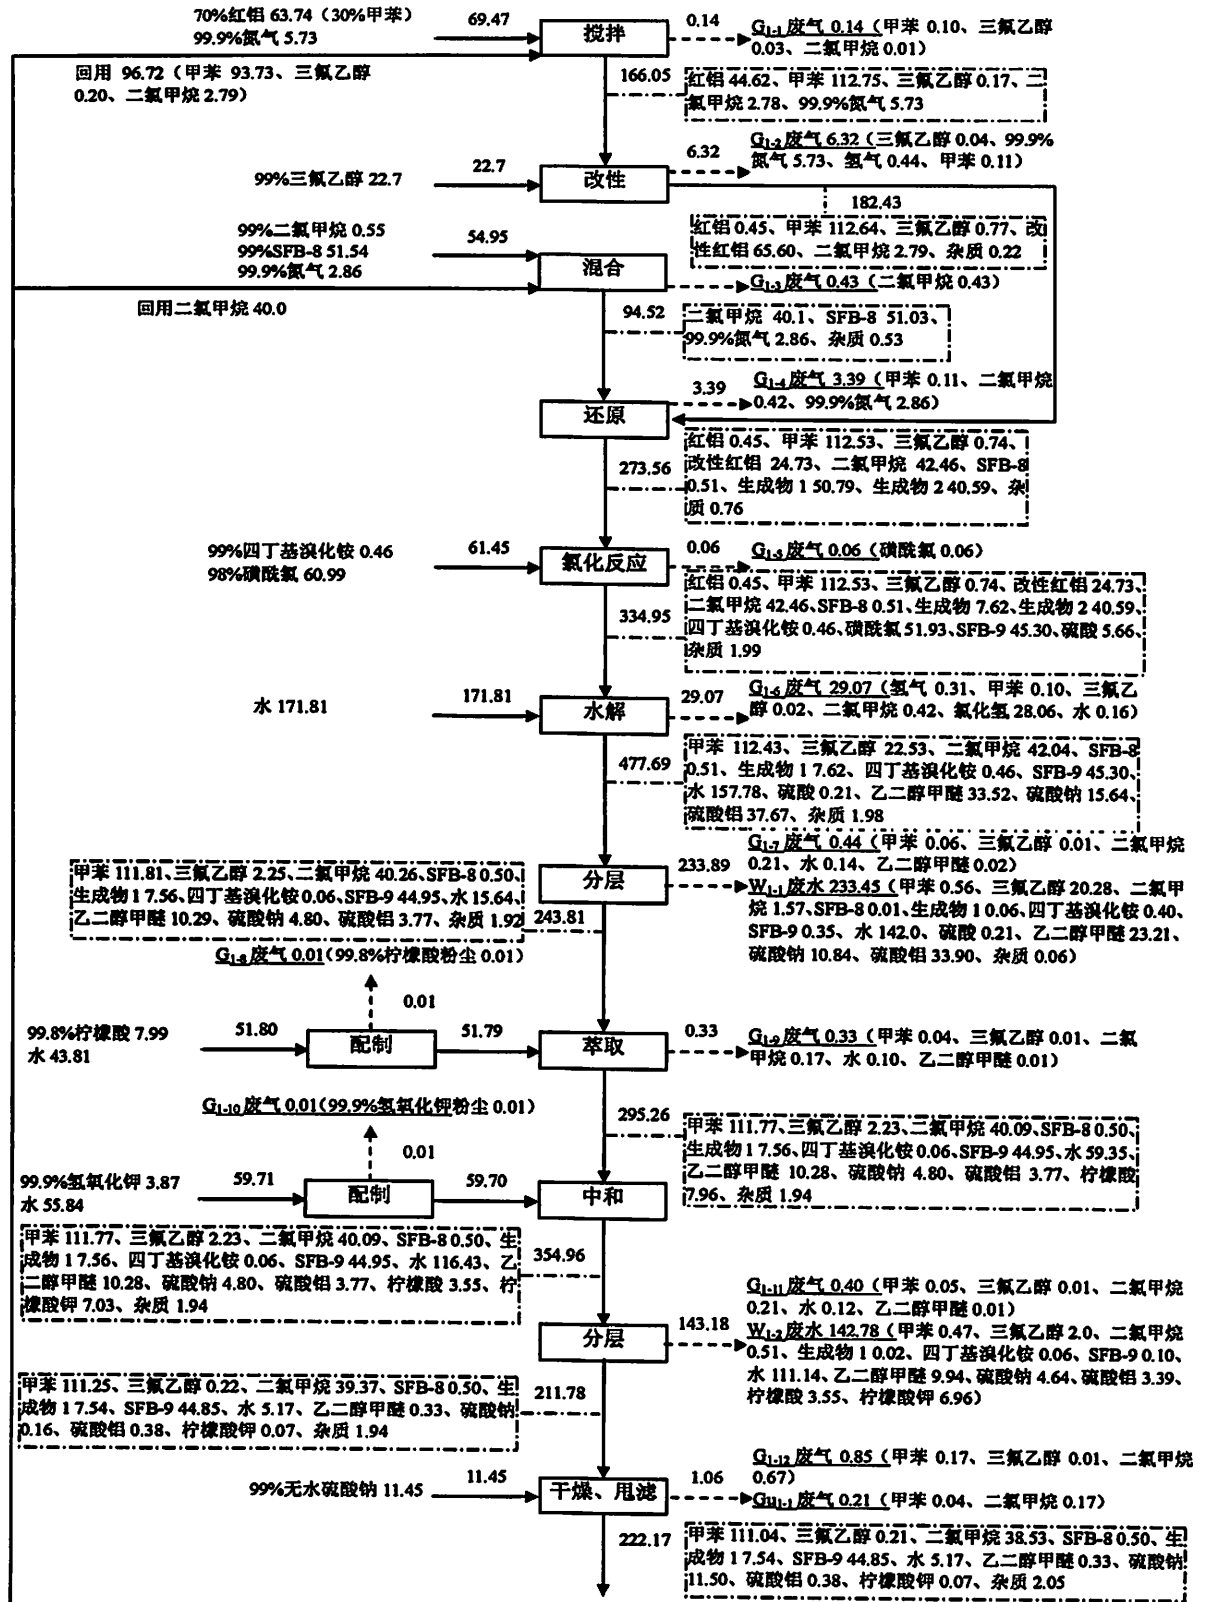 70%红铝 63.74（30%甲苯）
99.9%氮气 5.73
69.47
搅拌
0.14
G1-1 废气 0.14（甲苯 0.10、三氟乙醇
0.03、二氯甲烷 0.01）
回用 96.72（甲苯 93.73、三氟乙醇
0.20、二氯甲烷 2.79）
166.05
红铝 44.62、甲苯 112.75、三氟乙醇 0.17、二
氯甲烷 2.78、99.9%氮气 5.73
99%三氟乙醇 22.7
22.7
改性
6.32
G1-2 废气 6.32（三氟乙醇 0.04、99.9%
氮气 5.73、氢气 0.44、甲苯 0.11）
182.43
红铝 0.45、甲苯 112.64、三氟乙醇 0.77、改
性红铝 65.60、二氯甲烷 2.79、杂质 0.22
99%二氯甲烷 0.55
99%SFB-8 51.54
99.9%氮气 2.86
54.95
混合
G1-3 废气 0.43（二氯甲烷 0.43）
回用二氯甲烷 40.0
94.52
二氯甲烷 40.1、SFB-8 51.03、
99.9%氮气 2.86、杂质 0.53
还原
3.39
G1-4 废气 3.39（甲苯 0.11、二氯甲烷
0.42、99.9%氮气 2.86）
273.56
红铝 0.45、甲苯 112.53、三氟乙醇 0.74、
改性红铝 24.73、二氯甲烷 42.46、SFB-8
0.51、生成物 1 50.79、生成物 2 40.59、杂
质 0.76
99%四丁基溴化铵 0.46
98%磺酰氯 60.99
61.45
氯化反应
0.06
G1-5 废气 0.06（磺酰氯 0.06）
334.95
红铝 0.45、甲苯 112.53、三氟乙醇 0.74、改性红铝 24.73、
二氯甲烷 42.46、SFB-8 0.51、生成物 7.62、生成物 2 40.59、
四丁基溴化铵 0.46、磺酰氯 51.93、SFB-9 45.30、硫酸 5.66、
杂质 1.99
水 171.81
171.81
水解
29.07
G1-6 废气 29.07（氢气 0.31、甲苯 0.10、三氟乙
醇 0.02、二氯甲烷 0.42、氯化氢 28.06、水 0.16）
477.69
甲苯 112.43、三氟乙醇 22.53、二氯甲烷 42.04、SFB-8
0.51、生成物 1 7.62、四丁基溴化铵 0.46、SFB-9 45.30、
水 157.78、硫酸 0.21、乙二醇甲醚 33.52、硫酸钠 15.64、
硫酸铝 37.67、杂质 1.98
分层
233.89
G1-7 废气 0.44（甲苯 0.06、三氟乙醇 0.01、二氯甲烷
0.21、水 0.14、乙二醇甲醚 0.02）
W1-1 废水 233.45（甲苯 0.56、三氟乙醇 20.28、二氯甲
烷 1.57、SFB-8 0.01、生成物 1 0.06、四丁基溴化铵 0.40、
SFB-9 0.35、水 142.0、硫酸 0.21、乙二醇甲醚 23.21、
硫酸钠 10.84、硫酸铝 33.90、杂质 0.06）
甲苯 111.81、三氟乙醇 2.25、二氯甲烷 40.26、SFB-8 0.50、
生成物 1 7.56、四丁基溴化铵 0.06、SFB-9 44.95、水 15.64、
乙二醇甲醚 10.29、硫酸钠 4.80、硫酸铝 3.77、杂质 1.92
243.81
G1-8 废气 0.01（99.8%柠檬酸粉尘 0.01）
0.01
99.8%柠檬酸 7.99
水 43.81
51.80
配制
51.79
萃取
0.33
G1-9 废气 0.33（甲苯 0.04、三氟乙醇 0.01、二氯
甲烷 0.17、水 0.10、乙二醇甲醚 0.01）
295.26
甲苯 111.77、三氟乙醇 2.23、二氯甲烷 40.09、SFB-8 0.50、
生成物 1 7.56、四丁基溴化铵 0.06、SFB-9 44.95、水 59.35、
乙二醇甲醚 10.28、硫酸钠 4.80、硫酸铝 3.77、柠檬酸
7.96、杂质 1.94
G1-10 废气 0.01（99.9%氢氧化钾粉尘 0.01）
0.01
99.9%氢氧化钾 3.87
水 55.84
59.71
配制
59.70
中和
甲苯 111.77、三氟乙醇 2.23、二氯甲烷 40.09、SFB-8 0.50、生
成物 1 7.56、四丁基溴化铵 0.06、SFB-9 44.95、水 116.43、乙
二醇甲醚 10.28、硫酸钠 4.80、硫酸铝 3.77、柠檬酸 3.55、柠
檬酸钾 7.03、杂质 1.94
354.96
分层
143.18
G1-11 废气 0.40（甲苯 0.05、三氟乙醇 0.01、二氯甲烷
0.21、水 0.12、乙二醇甲醚 0.01）
W1-2 废水 142.78（甲苯 0.47、三氟乙醇 2.0、二氯甲烷
0.51、生成物 1 0.02、四丁基溴化铵 0.06、SFB-9 0.10、
水 111.14、乙二醇甲醚 9.94、硫酸钠 4.64、硫酸铝 3.39、
柠檬酸 3.55、柠檬酸钾 6.96）
甲苯 111.25、三氟乙醇 0.22、二氯甲烷 39.37、SFB-8 0.50、生
成物 1 7.54、SFB-9 44.85、水 5.17、乙二醇甲醚 0.33、硫酸钠
0.16、硫酸铝 0.38、柠檬酸钾 0.07、杂质 1.94
211.78
99%无水硫酸钠 11.45
11.45
干燥、甩滤
1.06
G1-12 废气 0.85（甲苯 0.17、三氟乙醇 0.01、二氯甲烷
0.67）
Gu1-1 废气 0.21（甲苯 0.04、二氯甲烷 0.17）
222.17
甲苯 111.04、三氟乙醇 0.21、二氯甲烷 38.53、SFB-8 0.50、生
成物 1 7.54、SFB-9 44.85、水 5.17、乙二醇甲醚 0.33、硫酸钠
11.50、硫酸铝 0.38、柠檬酸钾 0.07、杂质 2.05